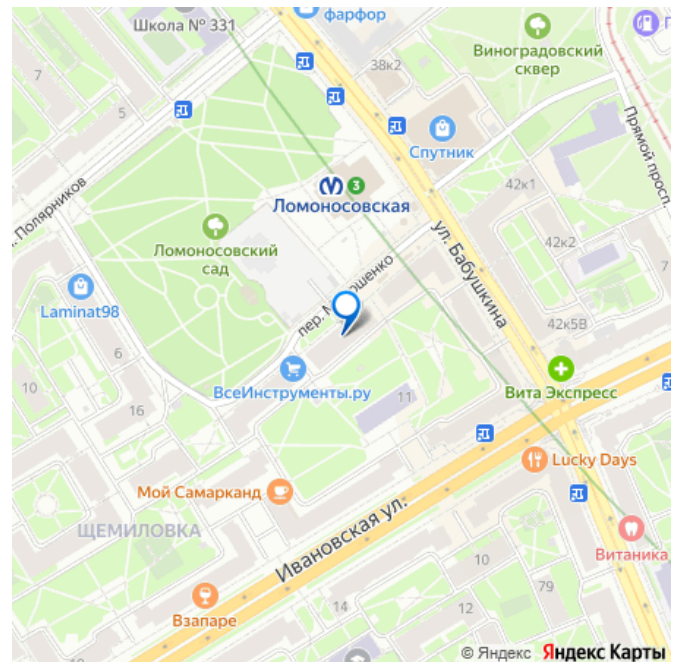 фарфор
Школа № 331
38к2
Виноградовский
сквер
7
5
Спутник
Прямой просп.
42к1
3
Ломоносовская
Полярников
Ломоносовский
сад
ул. Бабушкина
42к2
7
Laminat98
пер.
42к5В
6
ВсеИнструменты.ру
Вита Экспресс
10
11
16
Lucky Days
Мой Самарканд
ЩЕМИЛОВКА
Ивановская ул.
Витаника
10
79
Взапаре
14
12
© Яндекс Яндекс Карты